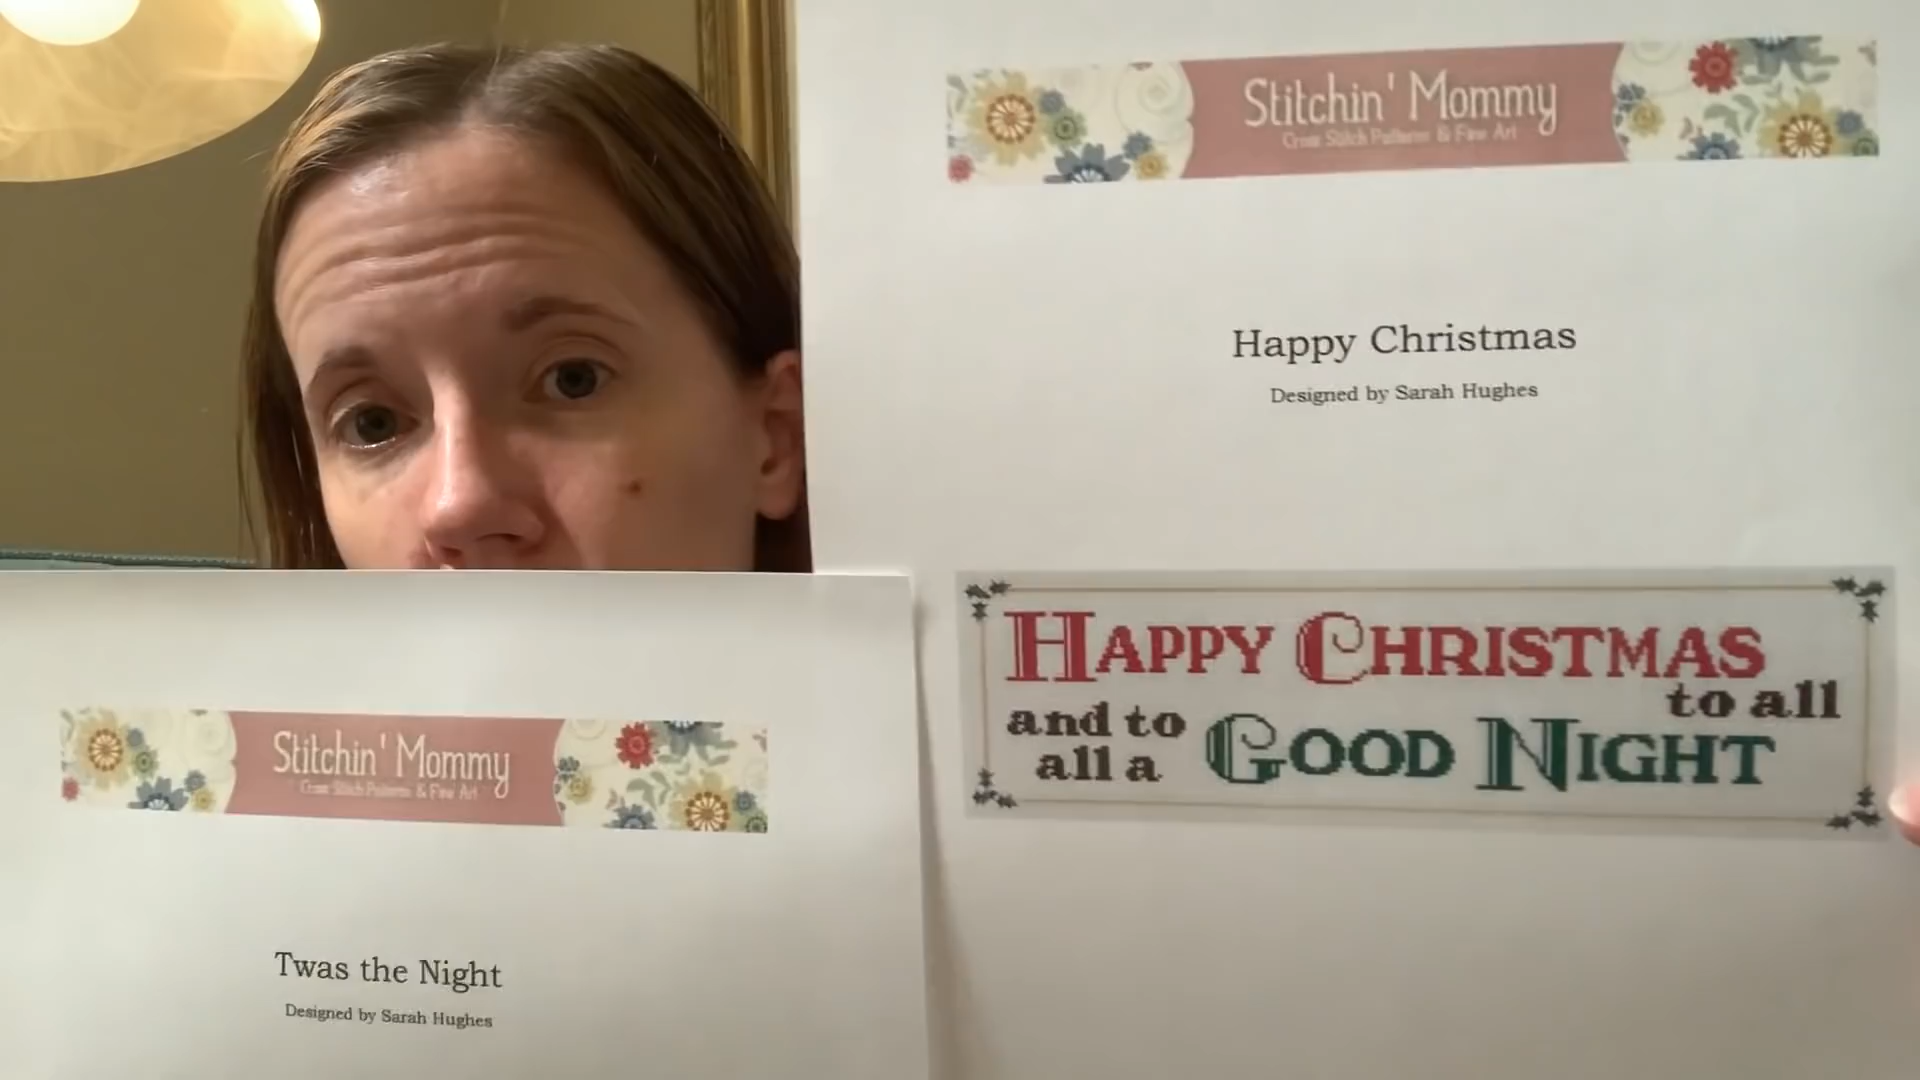 Stitchin' Mommy
Cross Stitch Patterns & Fine Art
Happy Christmas
Designed by Sarah Hughes
HAPPY CHRISTMAS
to all
and to
all a
GOOD NIGHT
Stitchin' Mommy
Cross Stitch Patterns & Fine Art
Twas the Night
Designed by Sarah Hughes